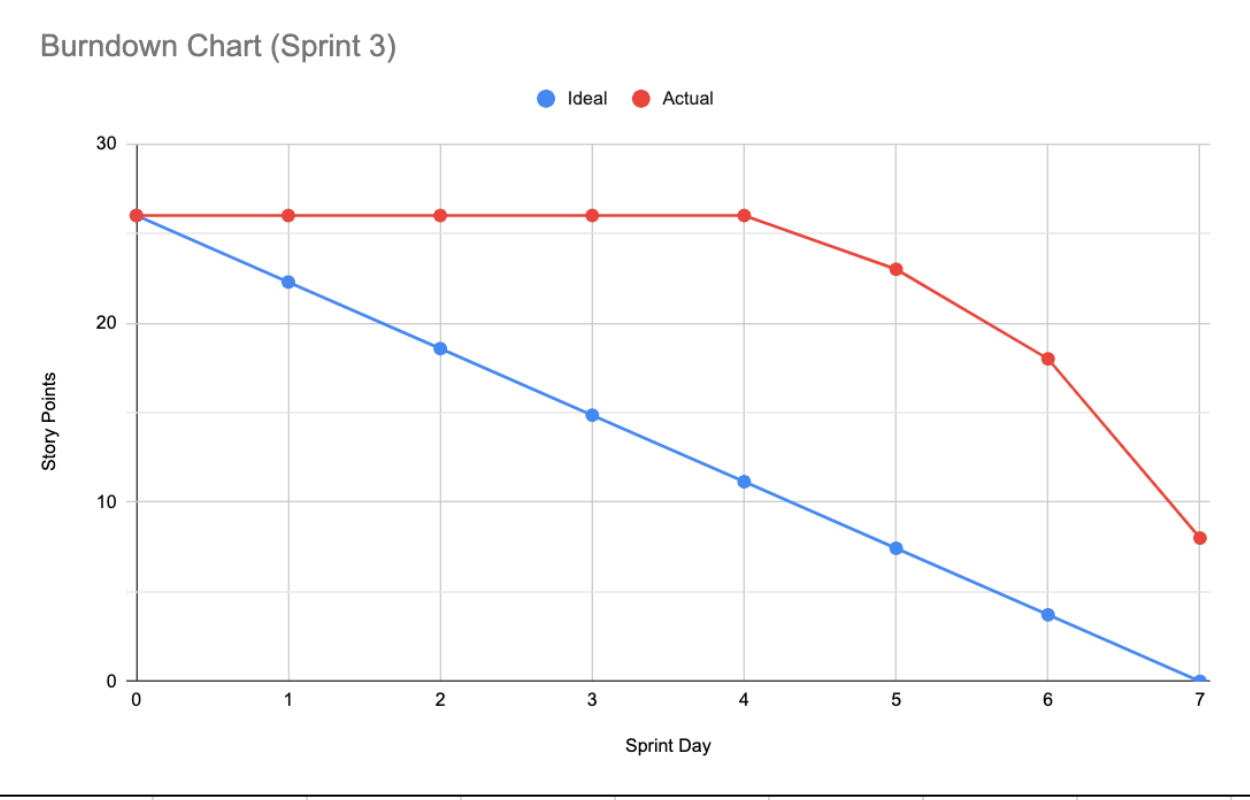 Burndown Chart (Sprint 3)
Ideal Actual
30
20
10
0
Story Points
0 1 2 3 4 5 6 7
Sprint Day